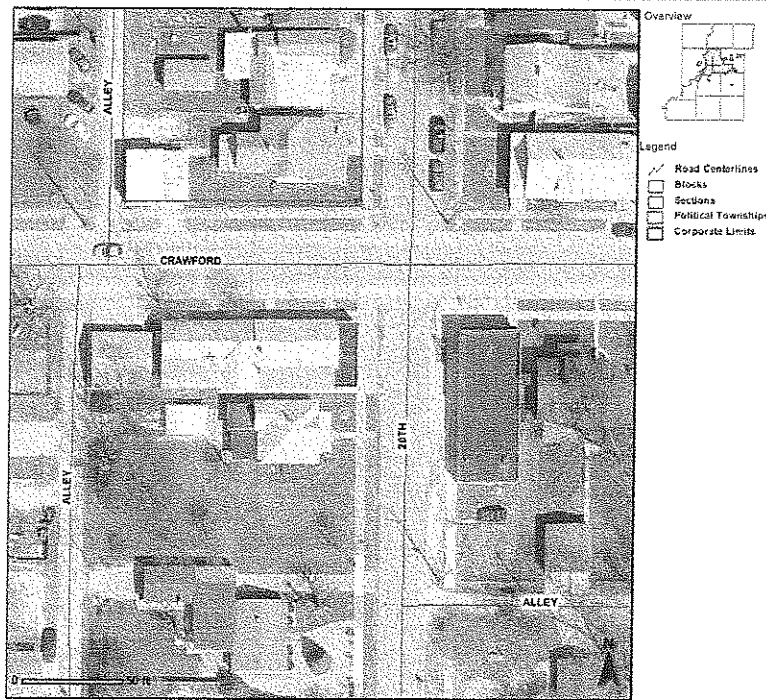 Overview
Legend
Road Centerlines
Blocks
Sections
Political Townships
Corporate Limits
ALLEY
CRAWFORD
20TH
ALLEY
ALLEY
N
0 50 ft